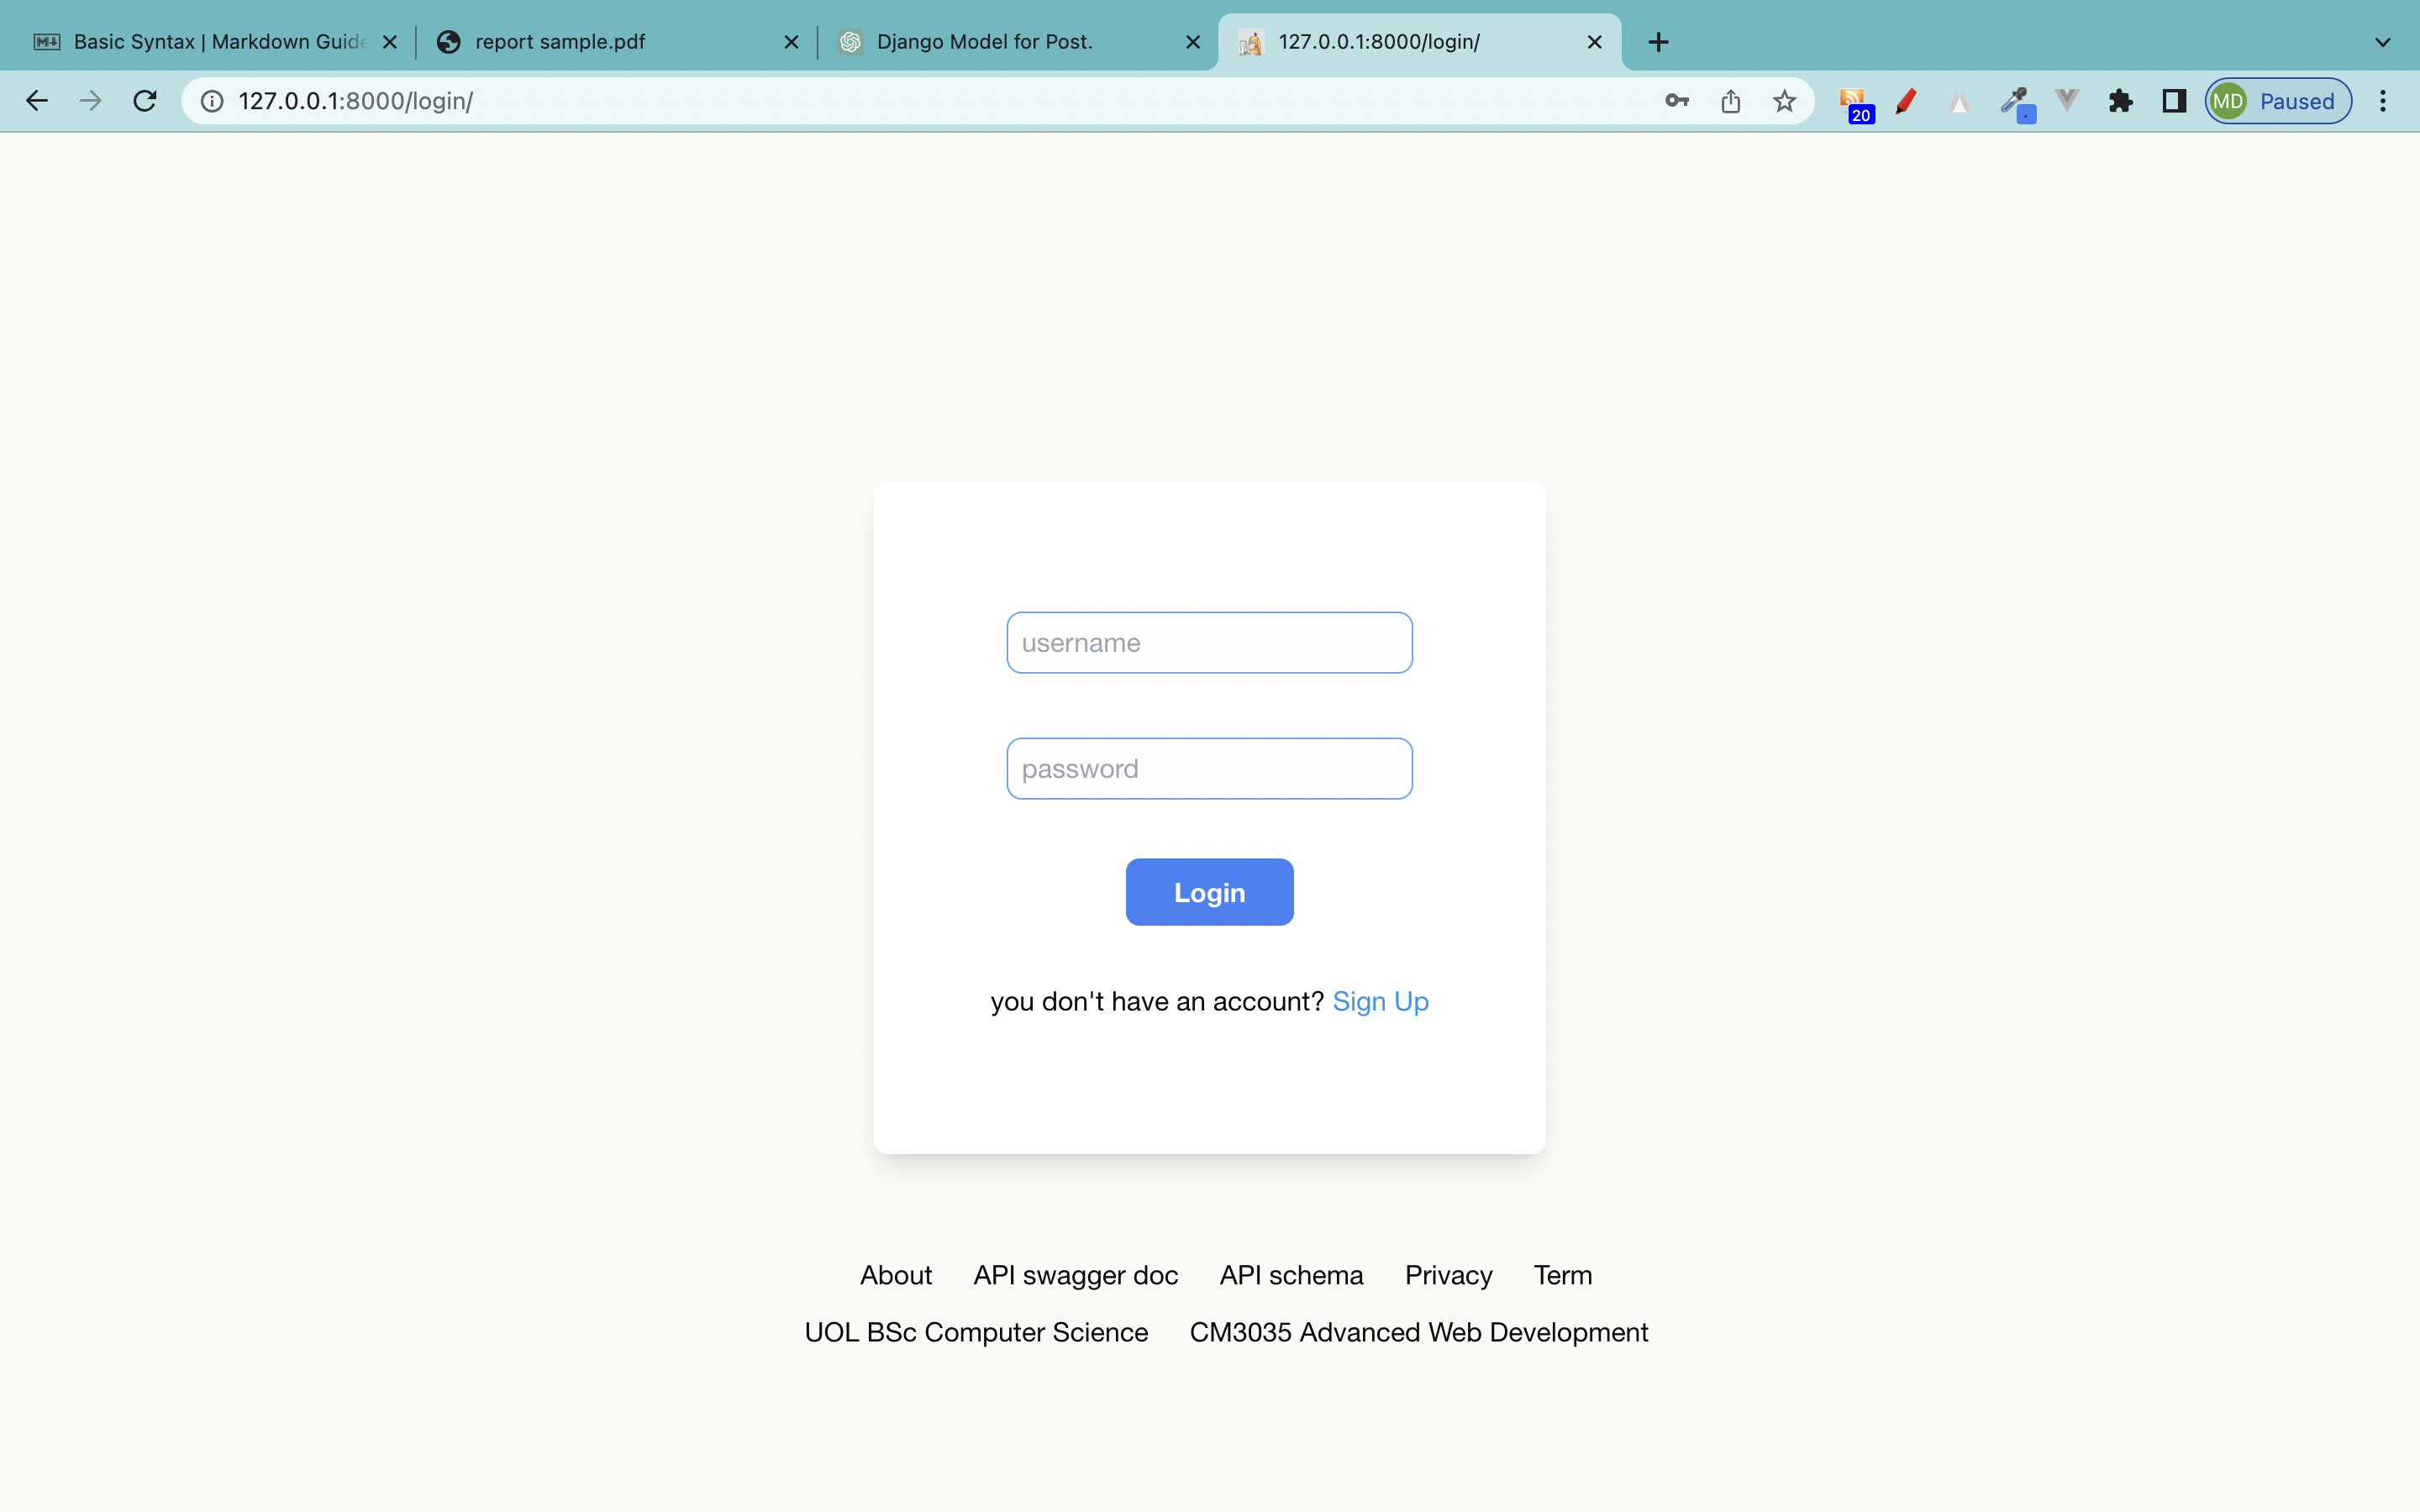 Basic Syntax | Markdown Guide
report sample.pdf
Django Model for Post.
127.0.0.1:8000/login/
127.0.0.1:8000/login/
20
MD
Paused
username
password
Login
you don't have an account? Sign Up
About API swagger doc API schema Privacy Term
UOL BSc Computer Science CM3035 Advanced Web Development